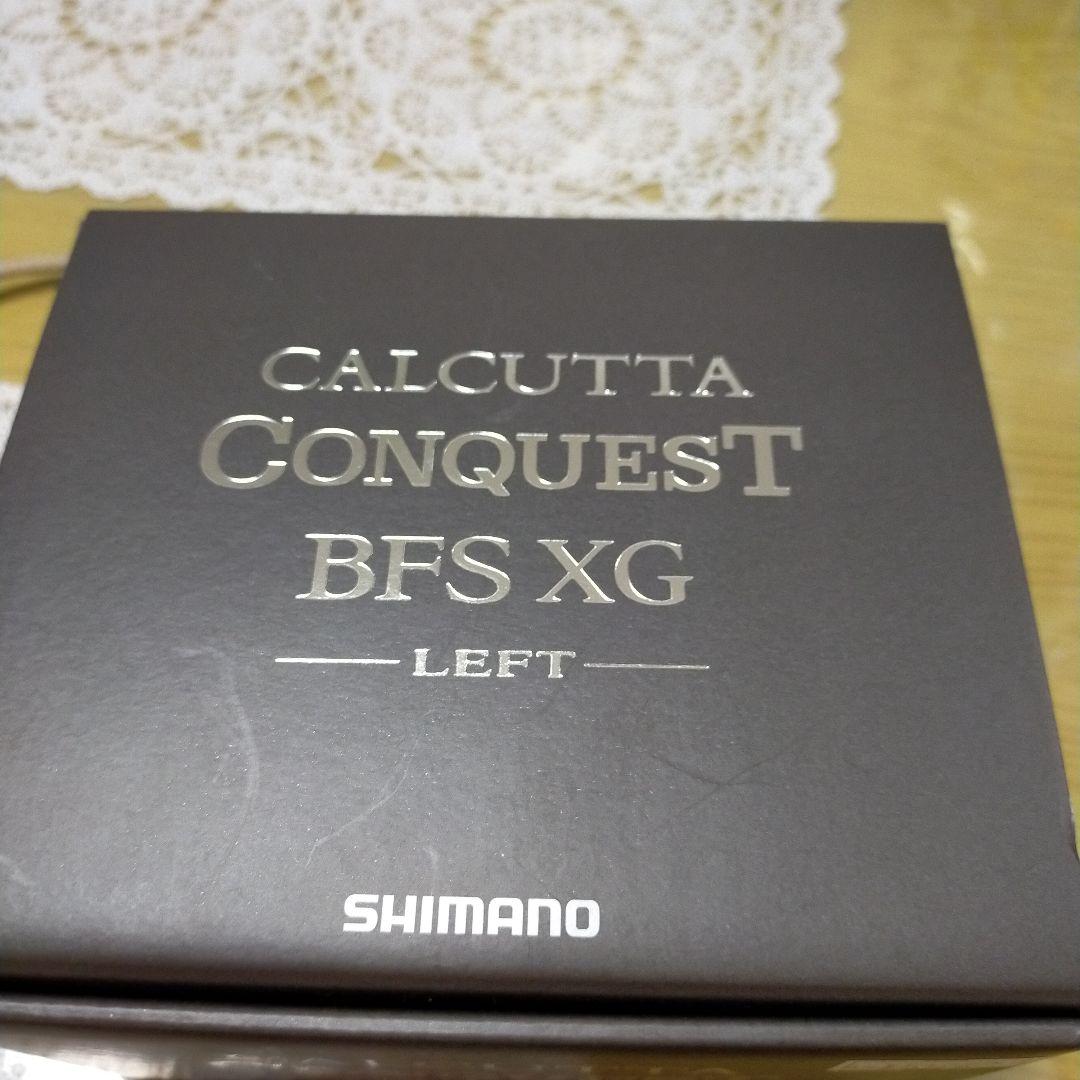 CALCUTTA
CONQUEST
BFS XG
LEFT
SHIMANO